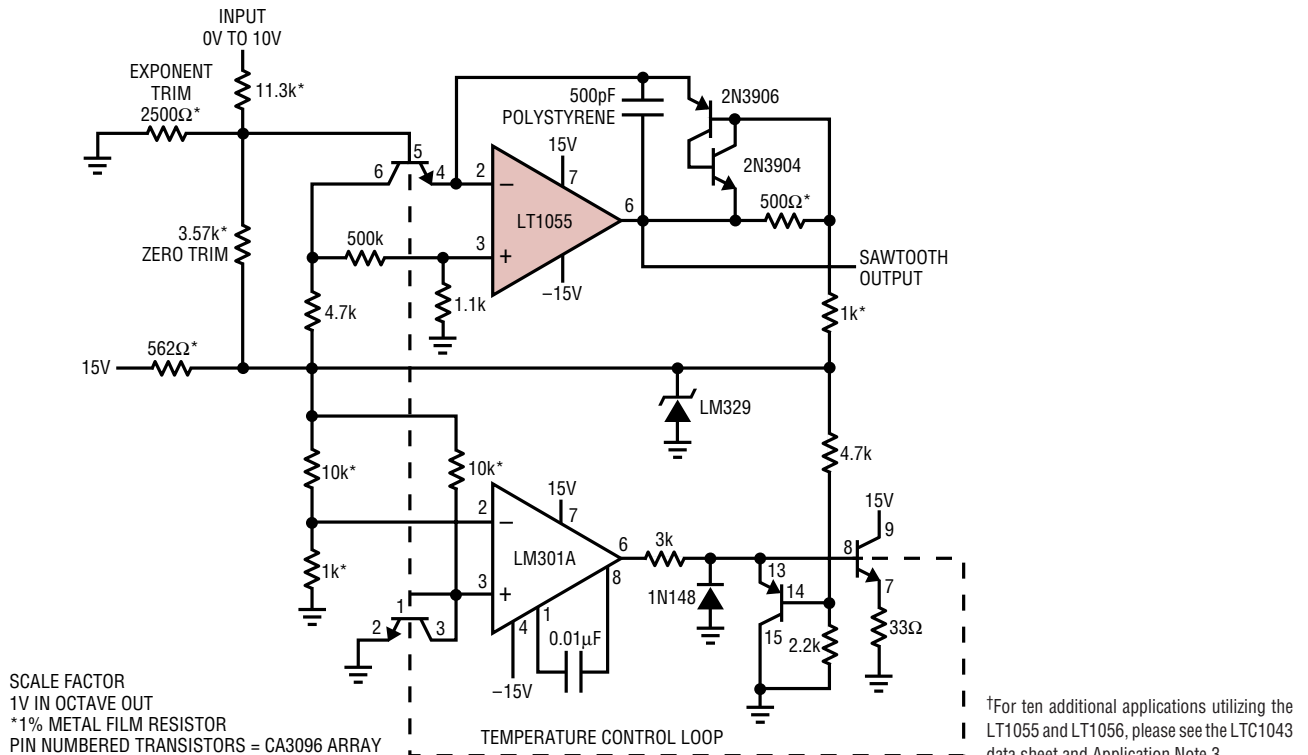 INPUT
0V TO 10V
EXPONENT
TRIM
2500Ω*
11.3k*
500pF
POLYSTYRENE
2N3906
5
15V
2N3904
6
4
2
7
–
6
LT1055
500Ω*
3.57k*
ZERO TRIM
500k
3
+
SAWTOOTH
OUTPUT
–15V
4.7k
1.1k
1k*
562Ω*
15V
LM329
4.7k
10k*
10k*
15V
15V
2
7
9
–
LM301A
6
3k
8
13
3
+
8
7
1k*
1N148
14
1
1
15
33Ω
2
3
4
0.01µF
2.2k
–15V
SCALE FACTOR
1V IN OCTAVE OUT
*1% METAL FILM RESISTOR
PIN NUMBERED TRANSISTORS = CA3096 ARRAY
TEMPERATURE CONTROL LOOP
†For ten additional applications utilizing the
LT1055 and LT1056, please see the LTC1043
data sheet and Application Note 3.